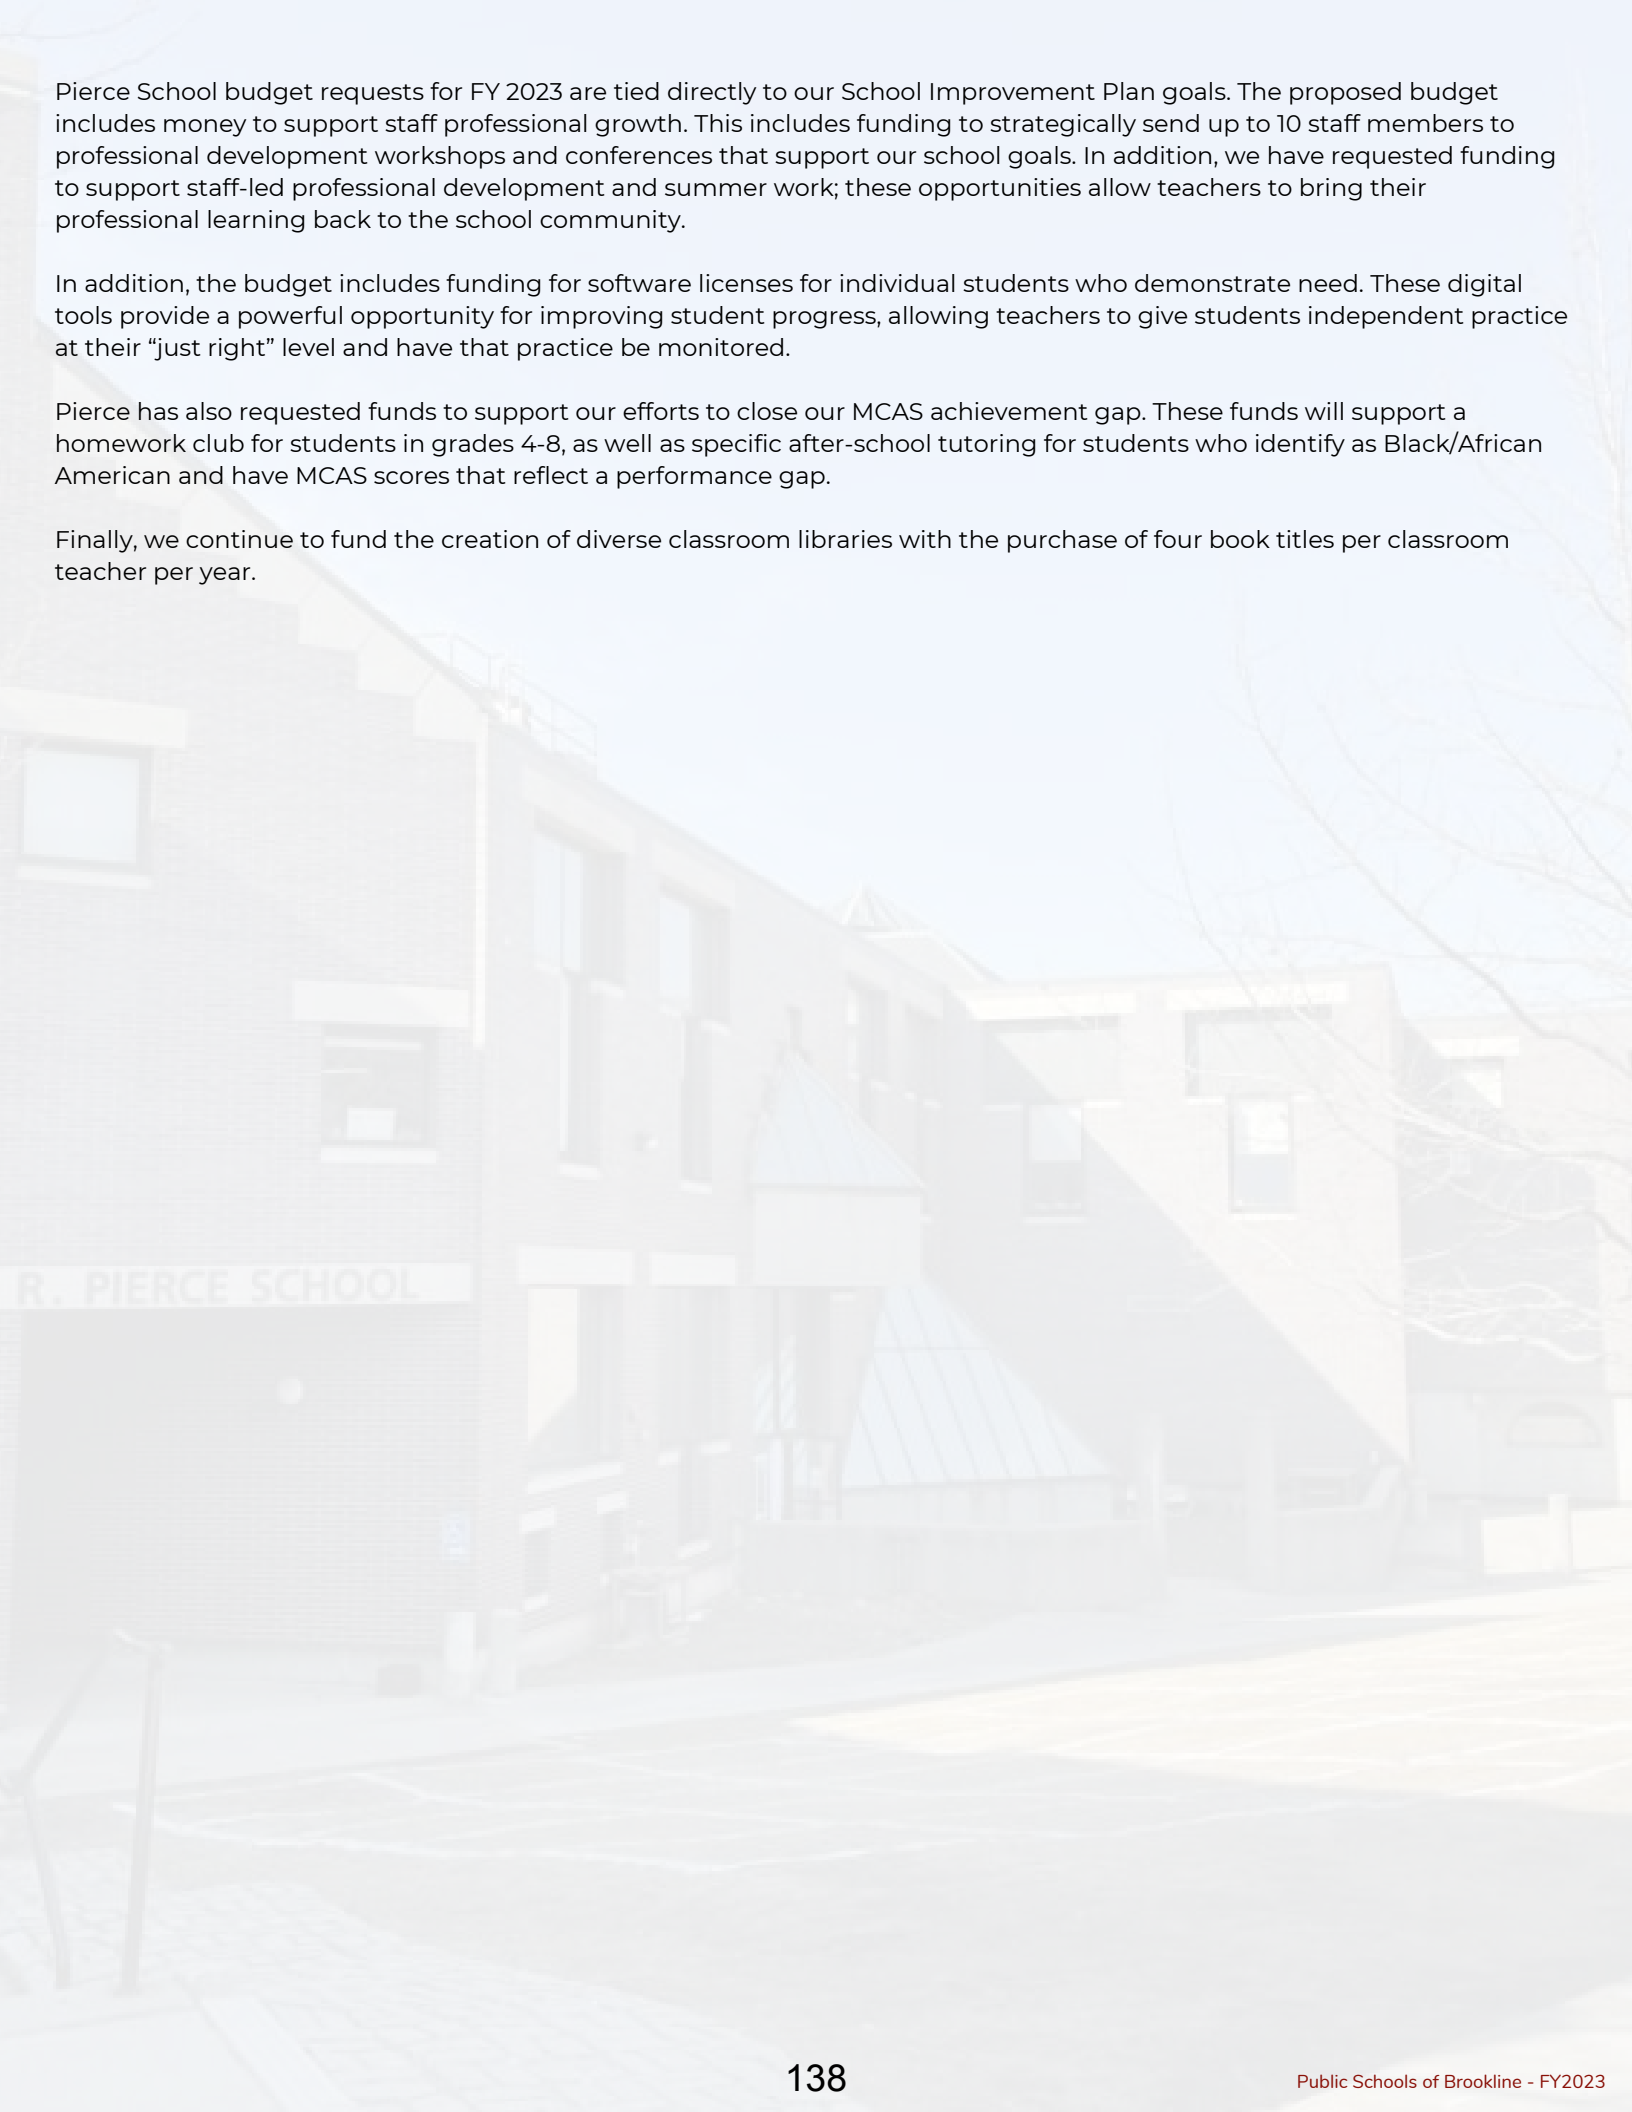 Pierce School budget requests for FY 2023 are tied directly to our School Improvement Plan goals. The proposed budget
includes money to support staff professional growth. This includes funding to strategically send up to 10 staff members to
professional development workshops and conferences that support our school goals. In addition, we have requested funding
to support staff-led professional development and summer work; these opportunities allow teachers to bring their
professional learning back to the school community.
In addition, the budget includes funding for software licenses for individual students who demonstrate need. These digital
tools provide a powerful opportunity for improving student progress, allowing teachers to give students independent practice
at their “just right” level and have that practice be monitored.
Pierce has also requested funds to support our efforts to close our MCAS achievement gap. These funds will support a
homework club for students in grades 4-8, as well as specific after-school tutoring for students who identify as Black/African
American and have MCAS scores that reflect a performance gap.
Finally, we continue to fund the creation of diverse classroom libraries with the purchase of four book titles per classroom
teacher per year.
R. PIERCE SCHOOL
138
Public Schools of Brookline - FY2023